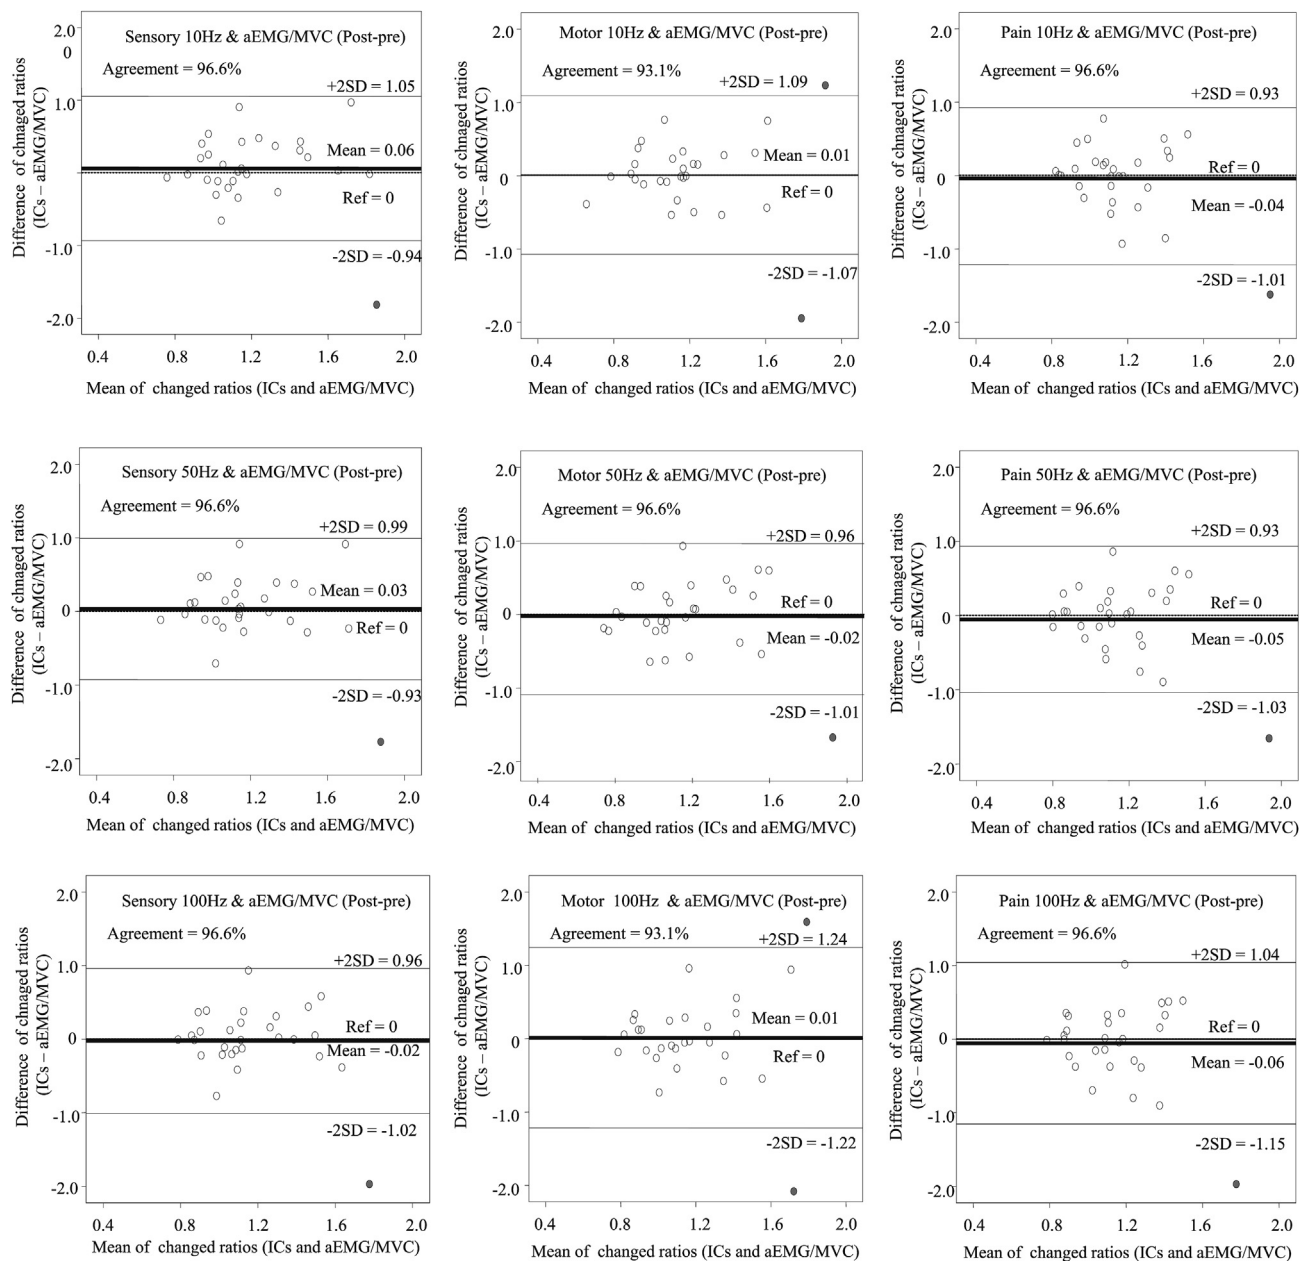 2.0
0
Sensory 10Hz & aEMG/MVC (Post-pre)
Agreement = 96.6%
+2SD = 1.05
1.0
Mean = 0.06
0
Ref = 0
-1.0
-2SD = -0.94
-2.0
0.4 0.8 1.2 1.6 2.0
Mean of changed ratios (ICs and aEMG/MVC)
Difference of chnaged ratios
(ICs – aEMG/MVC)
2.0
Motor 10Hz & aEMG/MVC (Post-pre)
Agreement = 93.1%
+2SD = 1.09
1.0
Mean = 0.01
0
-1.0
-2SD = -1.07
-2.0
0.4 0.8 1.2 1.6 2.0
Mean of changed ratios (ICs and aEMG/MVC)
Difference of chnaged ratios
(ICs – aEMG/MVC)
2.0
Pain 10Hz & aEMG/MVC (Post-pre)
Agreement = 96.6%
+2SD = 0.93
1.0
Ref = 0
0
Mean = -0.04
-1.0
-2SD = -1.01
-2.0
0.4 0.8 1.2 1.6 2.0
Mean of changed ratios (ICs and aEMG/MVC)
Difference of chnaged ratios
(ICs – aEMG/MVC)
2.0
Sensory 50Hz & aEMG/MVC (Post-pre)
Agreement = 96.6%
+2SD = 0.99
1.0
Mean = 0.03
0
Ref = 0
-1.0
-2SD = -0.93
-2.0
0.4 0.8 1.2 1.6 2.0
Mean of changed ratios (ICs and aEMG/MVC)
Difference of chnaged ratios
(ICs – aEMG/MVC)
2.0
Motor 50Hz & aEMG/MVC (Post-pre)
Agreement = 96.6%
+2SD = 0.96
1.0
Ref = 0
0
Mean = -0.02
-1.0
-2SD = -1.01
-2.0
0.4 0.8 1.2 1.6 2.0
Mean of changed ratios (ICs and aEMG/MVC)
Difference of chnaged ratios
(ICs – aEMG/MVC)
2.0
Pain 50Hz & aEMG/MVC (Post-pre)
Agreement = 96.6%
+2SD = 0.93
1.0
Ref = 0
0
Mean = -0.05
-1.0
-2SD = -1.03
-2.0
0.4 0.8 1.2 1.6 2.0
Mean of changed ratios (ICs and aEMG/MVC)
Difference of chnaged ratios
(ICs – aEMG/MVC)
2.0
Sensory 100Hz & aEMG/MVC (Post-pre)
Agreement = 96.6%
+2SD = 0.96
1.0
Ref = 0
0
Mean = -0.02
-1.0
-2SD = -1.02
-2.0
0.4 0.8 1.2 1.6 2.0
Mean of changed ratios (ICs and aEMG/MVC)
Difference of chnaged ratios
(ICs – aEMG/MVC)
2.0
Motor 100Hz & aEMG/MVC (Post-pre)
Agreement = 93.1%
+2SD = 1.24
1.0
Mean = 0.01
0
Ref = 0
-1.0
-2SD = -1.22
-2.0
0.4 0.8 1.2 1.6 2.0
Mean of changed ratios (ICs and aEMG/MVC)
Difference of chnaged ratios
(ICs – aEMG/MVC)
2.0
Pain 100Hz & aEMG/MVC (Post-pre)
Agreement = 96.6%
+2SD = 1.04
1.0
Ref = 0
0
Mean = -0.06
-1.0
-2SD = -1.15
-2.0
0.4 0.8 1.2 1.6 2.0
Mean of changed ratios (ICs and aEMG/MVC)
Difference of chnaged ratios
(ICs – aEMG/MVC)